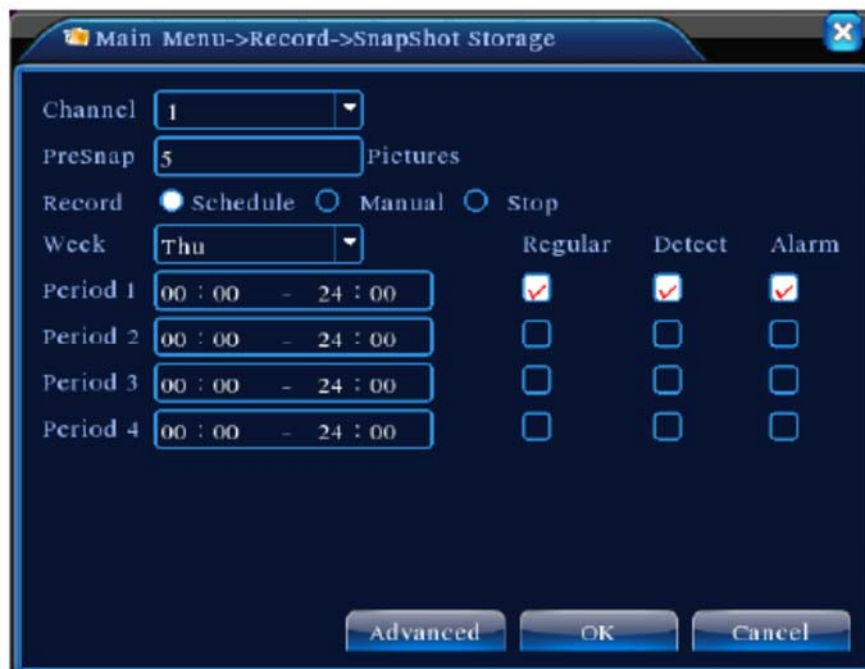 Main Menu->Record->SnapShot Storage
Channel 1
PreSnap 5 Pictures
Record Schedule Manual Stop
Week Thu Regular Detect Alarm
Period 1 00 : 00 - 24 : 00
Period 2 00 : 00 - 24 : 00
Period 3 00 : 00 - 24 : 00
Period 4 00 : 00 - 24 : 00
Advanced OK Cancel